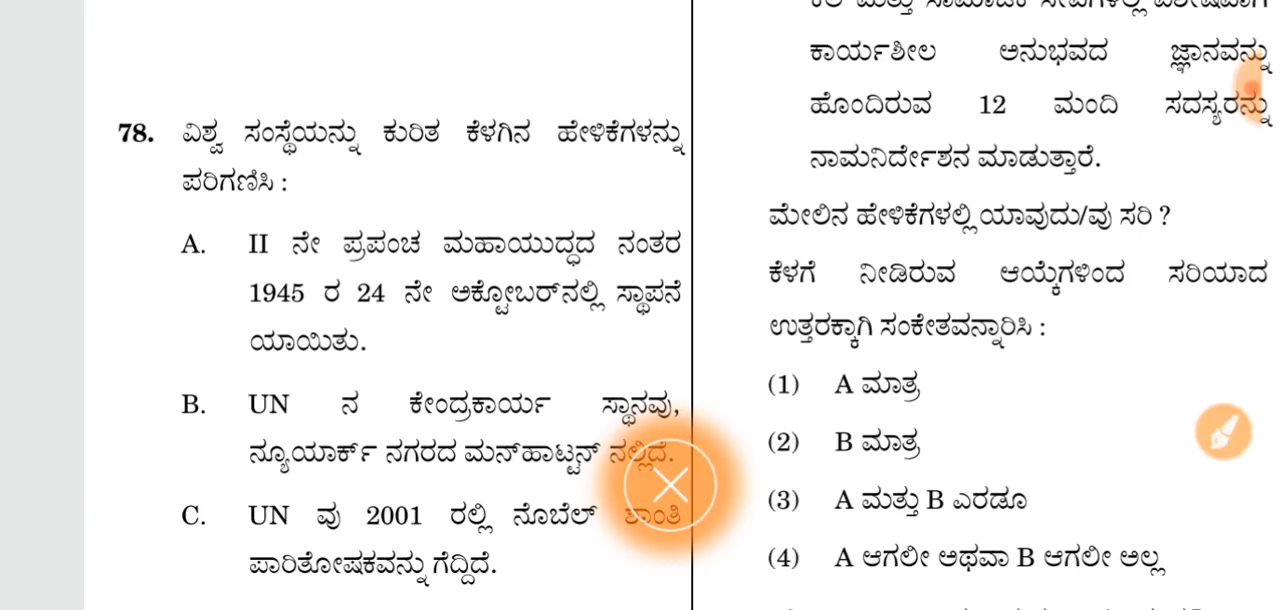 78. ವಿಶ್ವ ಸಂಸ್ಥೆಯನ್ನು ಕುರಿತ ಕೆಳಗಿನ ಹೇಳಿಕೆಗಳನ್ನು
ಪರಿಗಣಿಸಿ :
A. II ನೇ ಪ್ರಪಂಚ ಮಹಾಯುದ್ಧದ ನಂತರ
1945 ರ 24 ನೇ ಅಕ್ಟೋಬರ್‌ನಲ್ಲಿ ಸ್ಥಾಪನೆ
ಯಾಯಿತು.
B. UN ನ ಕೇಂದ್ರಕಾರ್ಯ ಸ್ಥಾನವು,
ನ್ಯೂಯಾರ್ಕ್ ನಗರದ ಮನ್‌ಹಾಟ್ಟನ್ ನಲ್ಲಿದೆ.
C. UN ವು 2001 ರಲ್ಲಿ ನೊಬೆಲ್ ಶಾಂತಿ
ಪಾರಿತೋಷಕವನ್ನು ಗೆದ್ದಿದೆ.
ಕಾರ್ಯಶೀಲ ಅನುಭವದ ಜ್ಞಾನವನ್ನು
ಹೊಂದಿರುವ 12 ಮಂದಿ ಸದಸ್ಯರನ್ನು
ನಾಮನಿರ್ದೇಶನ ಮಾಡುತ್ತಾರೆ.
ಮೇಲಿನ ಹೇಳಿಕೆಗಳಲ್ಲಿ ಯಾವುದು/ವು ಸರಿ ?
ಕೆಳಗೆ ನೀಡಿರುವ ಆಯ್ಕೆಗಳಿಂದ ಸರಿಯಾದ
ಉತ್ತರಕ್ಕಾಗಿ ಸಂಕೇತವನ್ನಾರಿಸಿ :
(1) A ಮಾತ್ರ
(2) B ಮಾತ್ರ
(3) A ಮತ್ತು B ಎರಡೂ
(4) A ಆಗಲೀ ಅಥವಾ B ಆಗಲೀ ಅಲ್ಲ